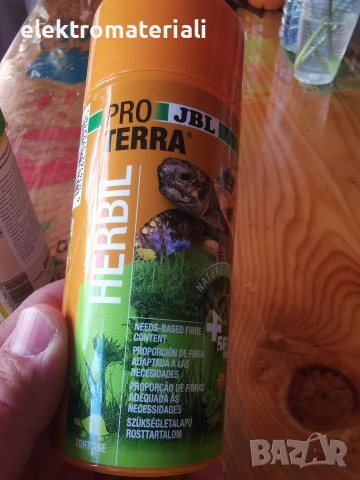 elektromateriali
PRO JBL
TERRA®
HERBIL
NATURE
NEEDS-BASED FIBRE
CONTENT
PROPORCIÓN DE FIBRA
ADAPTADA A LAS
NECESIDADES
PROPORÇÃO DE FIBRAS
ADEQUADA ÀS
NECESSIDADES
SZÜKSÉGLETALAPÚ
ROSTTARTALOM
TORTOISE
BAZAR